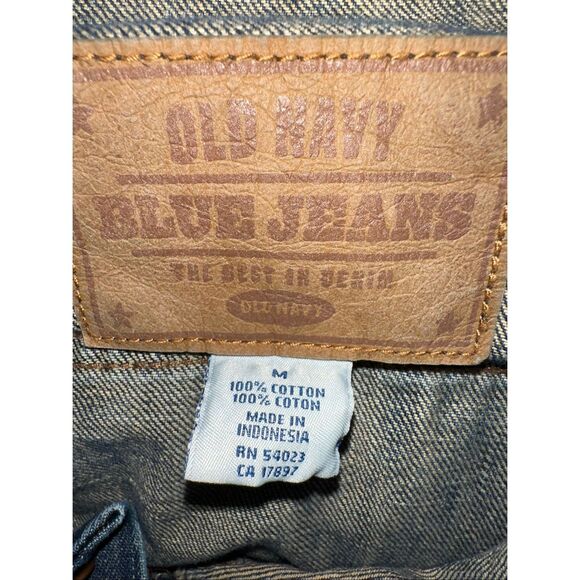 OLD NAVY
BLUE JEANS
THE BEST IN DENIM
OLD NAVY
M
100% COTTON
100% COTON
MADE IN
INDONESIA
RN 54023
CA 17897